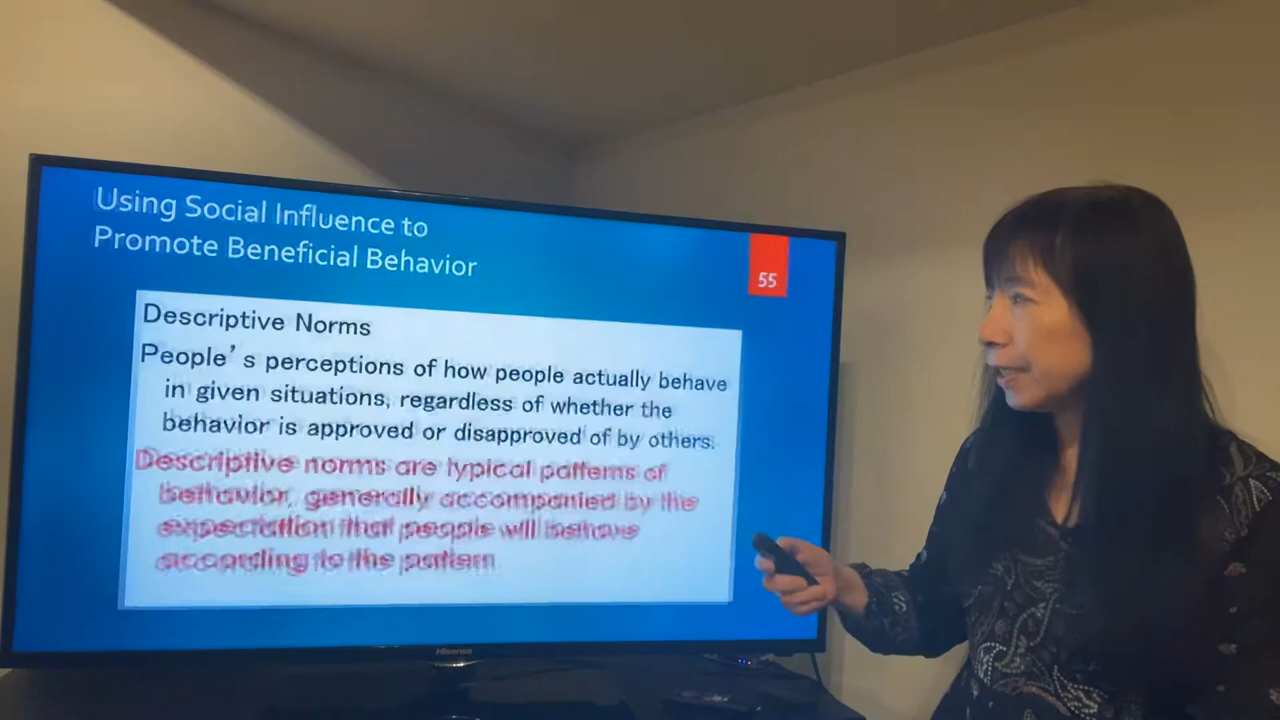 Using Social Influence to
Promote Beneficial Behavior
55
Descriptive Norms
People's perceptions of how people actually behave
in given situations, regardless of whether the
behavior is approved or disapproved of by others.
Descriptive norms are typical patterns of
behavior, generally accompanied by the
expectation that people will behave
according to the pattern.
Hisense